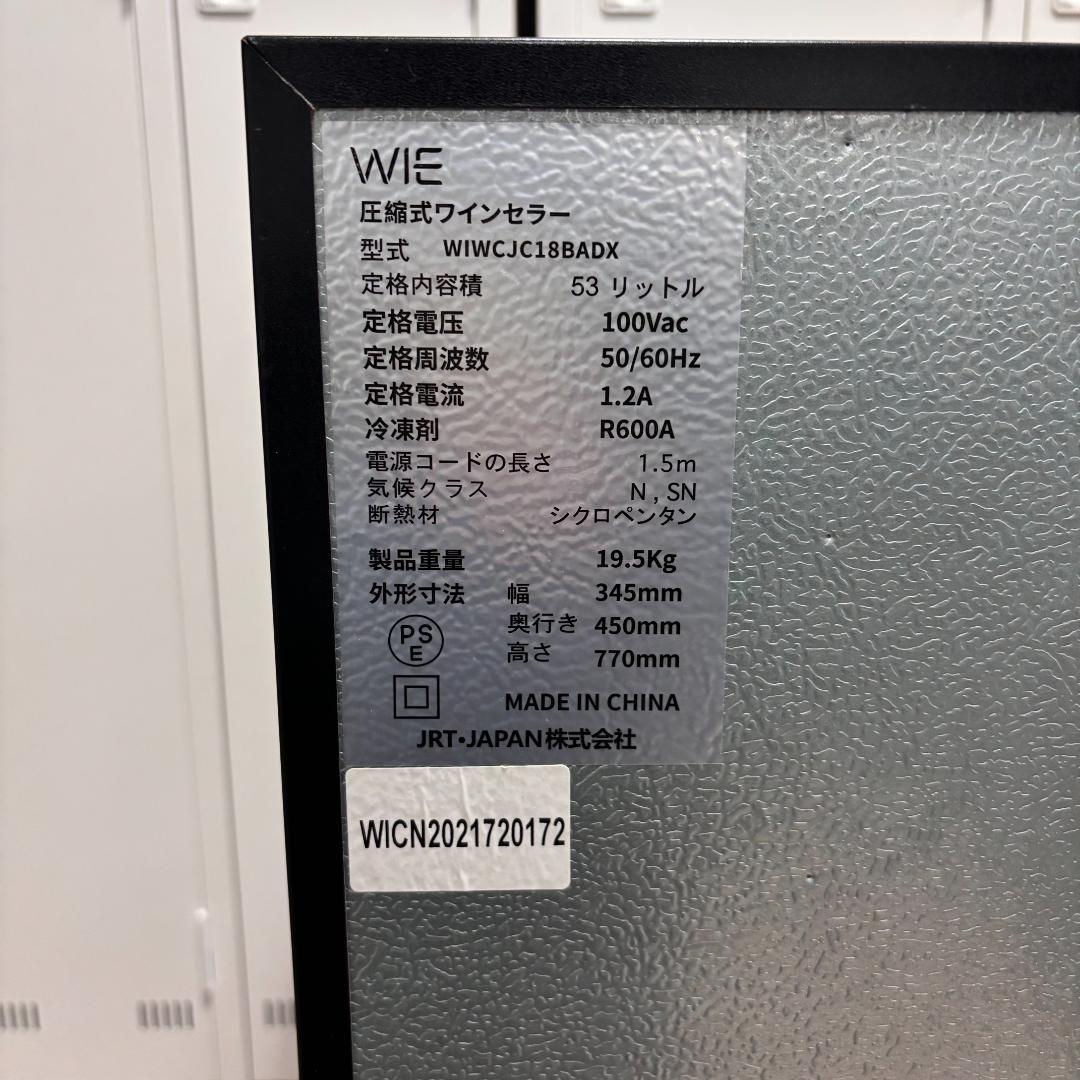 WIE
圧縮式ワインセラー
型式 WIWCJC18BADX
定格内容積 53 リットル
定格電圧 100Vac
定格周波数 50/60Hz
定格電流 1.2A
冷凍剤 R600A
電源コードの長さ 1.5m
気候クラス N , SN
断熱材 シクロペンタン
製品重量 19.5Kg
外形寸法 幅 345mm
奥行き 450mm
高さ 770mm
PS
E
MADE IN CHINA
JRT・JAPAN株式会社
WICN2021720172